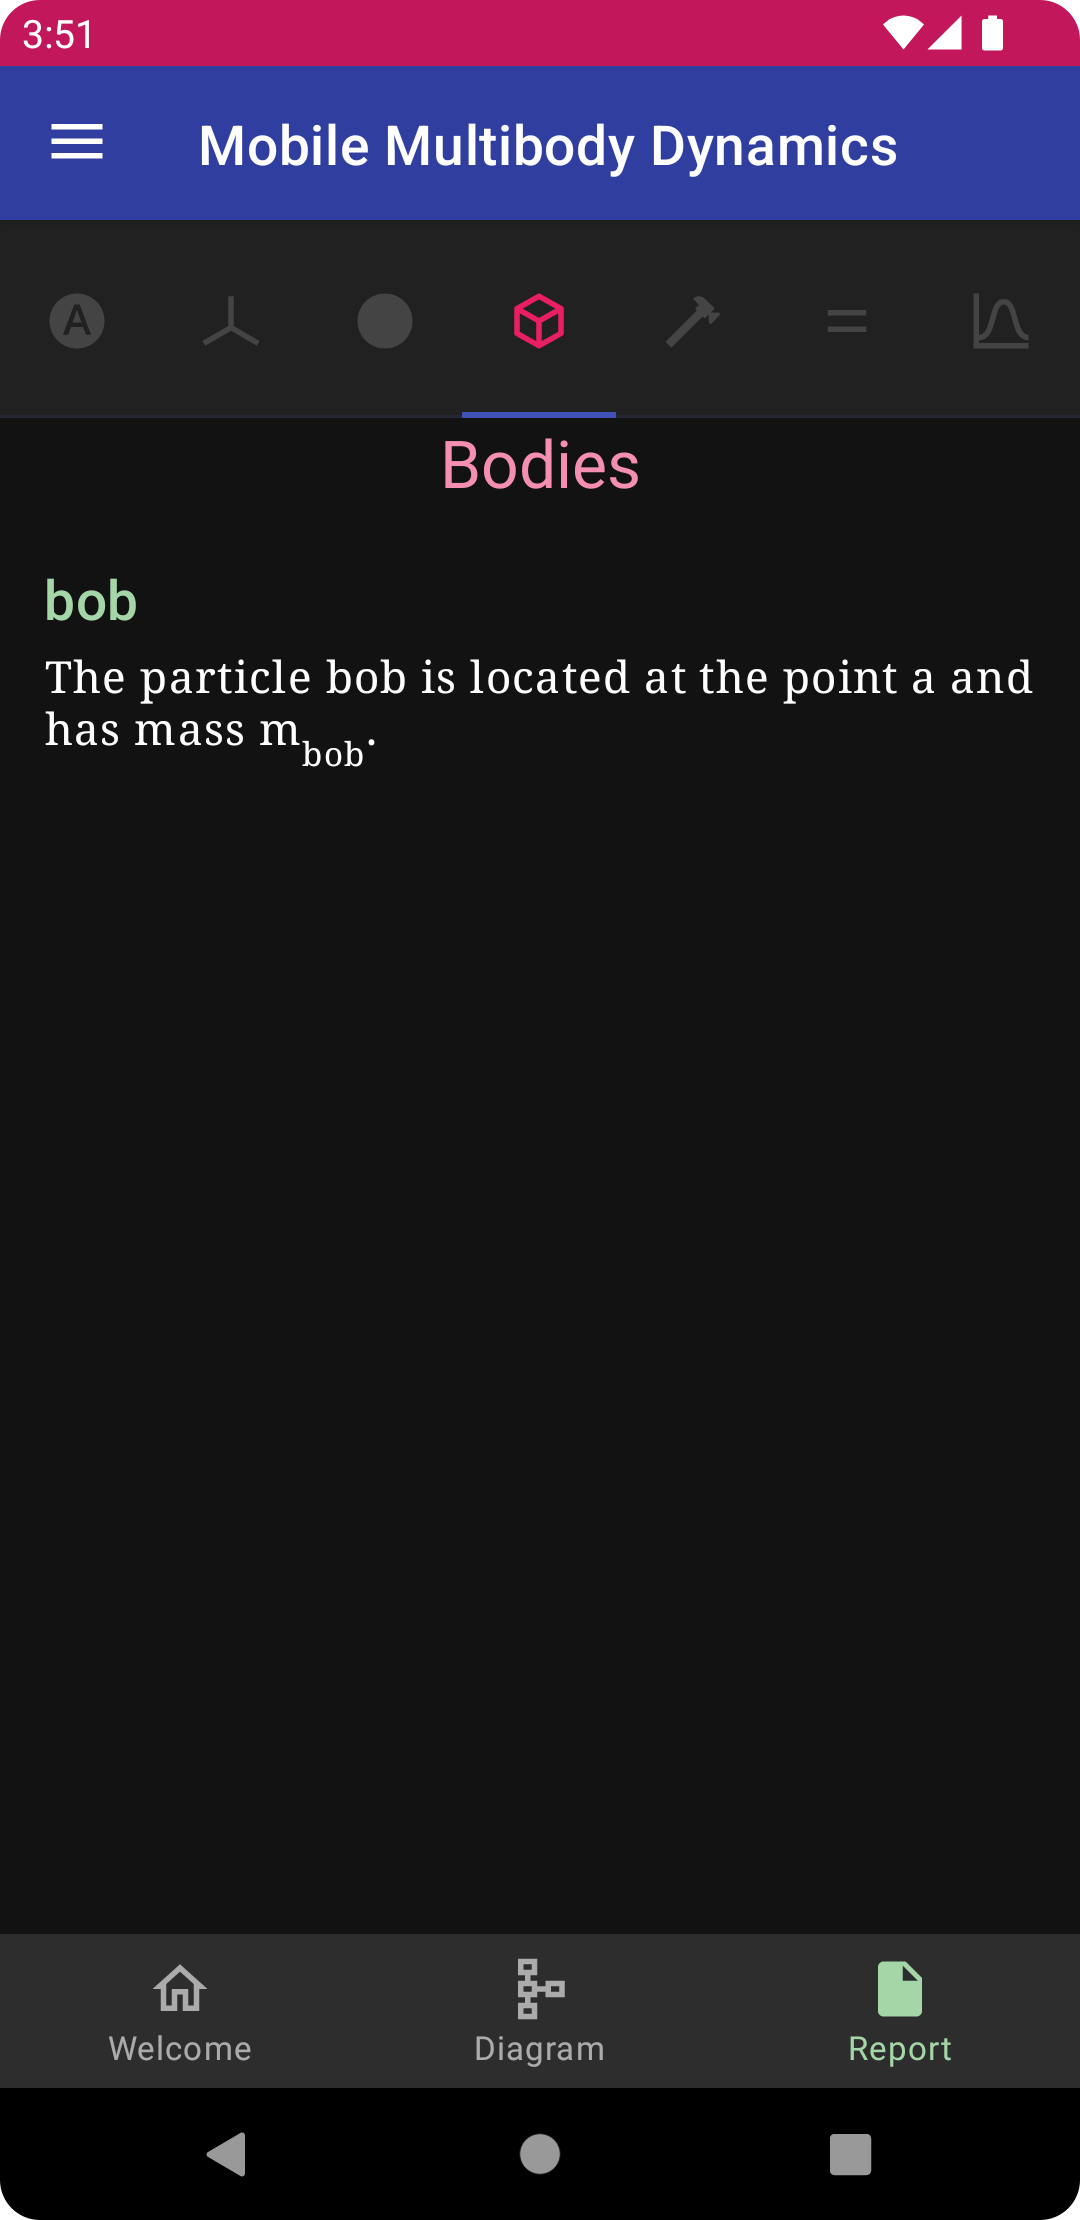 3:51
Mobile Multibody Dynamics
A
Bodies
bob
The particle bob is located at the point a and
has mass m_bob.
Welcome
Diagram
Report